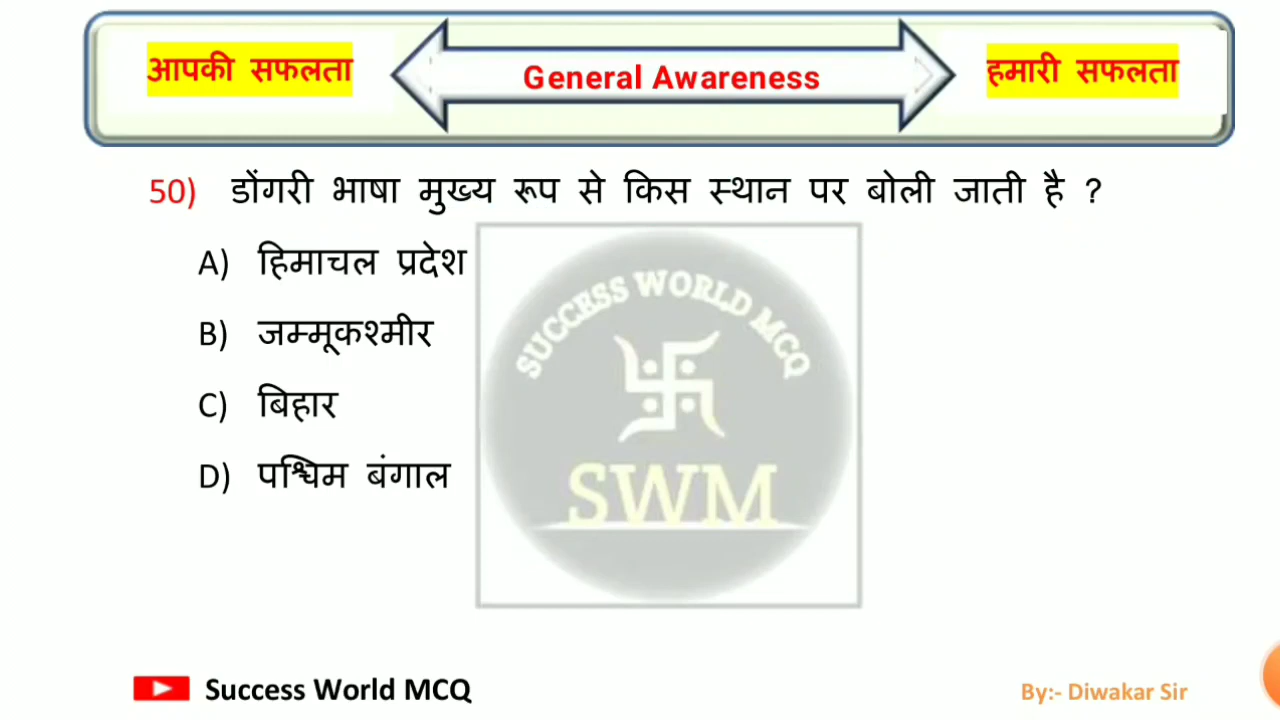 आपकी सफलता
General Awareness
हमारी सफलता
50) डोंगरी भाषा मुख्य रूप से किस स्थान पर बोली जाती है ?
A) हिमाचल प्रदेश
B) जम्मूकश्मीर
C) बिहार
D) पश्चिम बंगाल
SUCCESS WORLD MCQ
SWM
Success World MCQ
By:- Diwakar Sir